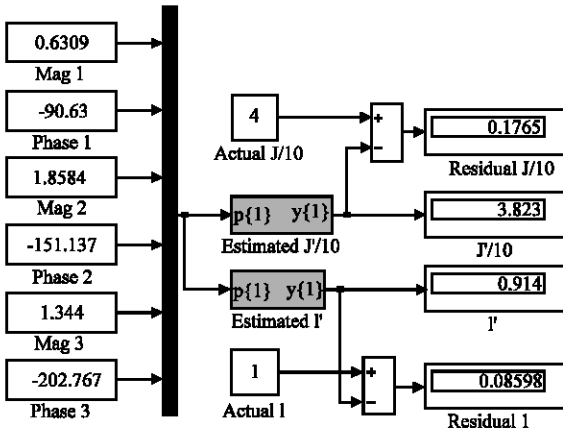 0.6309
Mag 1
-90.63
Phase 1
1.8584
Mag 2
-151.137
Phase 2
1.344
Mag 3
-202.767
Phase 3
4
Actual J/10
+
−
0.1765
Residual J/10
p{1} y{1}
Estimated J'/10
3.823
J'/10
p{1} y{1}
Estimated l'
0.914
l'
1
Actual l
+
−
0.08598
Residual 1